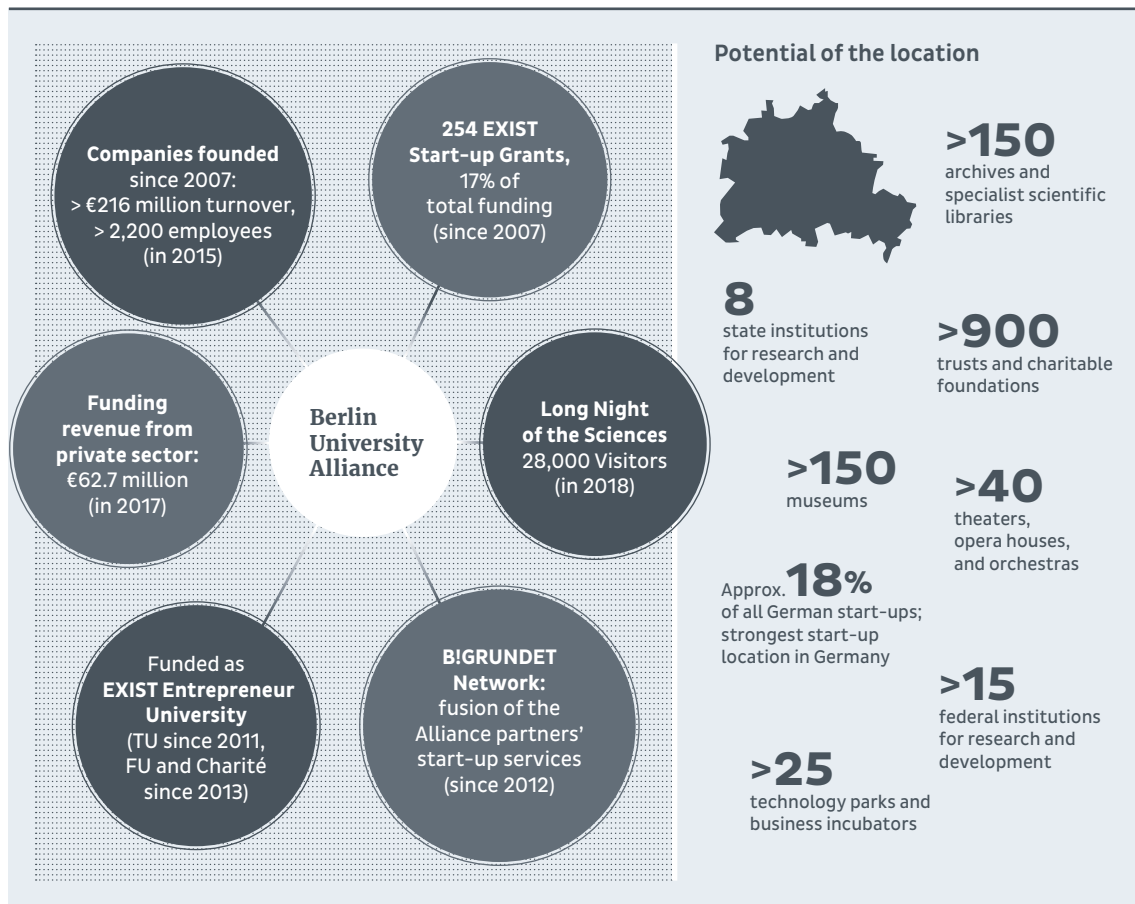 Companies founded
since 2007:
> €216 million turnover,
> 2,200 employees
(in 2015)
254 EXIST
Start-up Grants,
17% of
total funding
(since 2007)
Funding
revenue from
private sector:
€62.7 million
(in 2017)
Berlin
University
Alliance
Long Night
of the Sciences
28,000 Visitors
(in 2018)
Funded as
EXIST Entrepreneur
University
(TU since 2011,
FU and Charité
since 2013)
B!GRUNDET
Network:
fusion of the
Alliance partners’
start-up services
(since 2012)
Potential of the location
>150
archives and
specialist scientific
libraries
8
state institutions
for research and
development
>900
trusts and charitable
foundations
>150
museums
>40
theaters,
opera houses,
and orchestras
Approx. 18%
of all German start-ups;
strongest start-up
location in Germany
>15
federal institutions
for research and
development
>25
technology parks and
business incubators